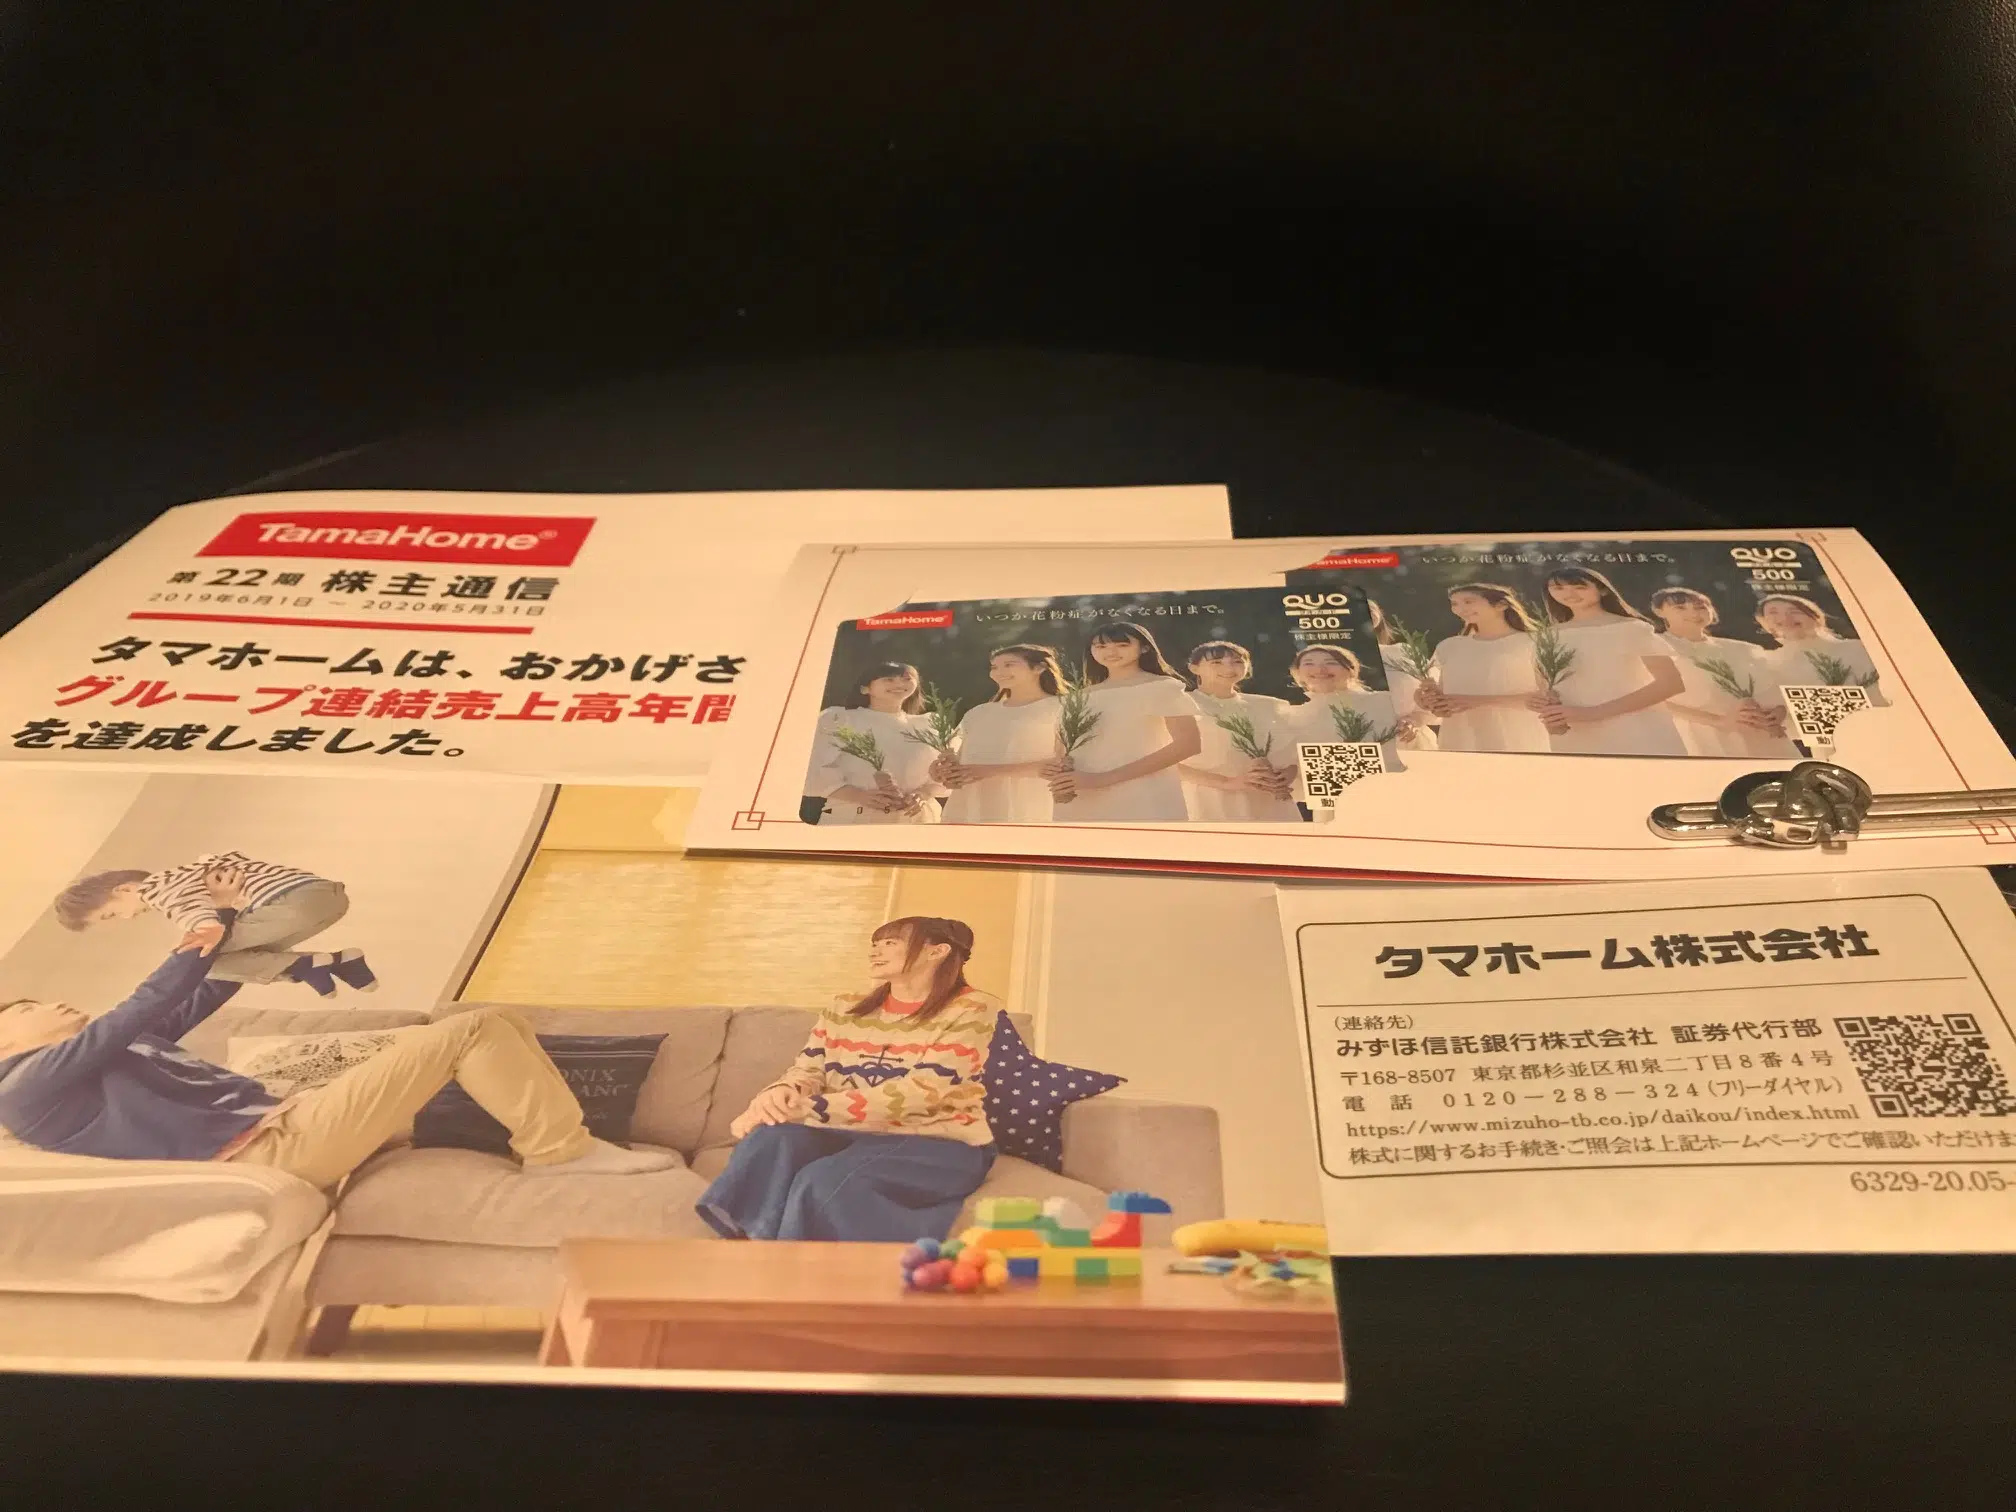 TamaHome®
第22期 株主通信
2019年6月1日 ～ 2020年5月31日
タマホームは、おかげさ
グループ連結売上高年間
を達成しました。
TamaHome
いつか花粉症がなくなる日まで。
QUO
CARD
500
株主様限定
動
TamaHome
いつか花粉症がなくなる日まで。
QUO
CARD
500
株主様限定
動
タマホーム株式会社
(連絡先)
みずほ信託銀行株式会社 証券代行部
〒168-8507 東京都杉並区和泉二丁目8番4号
電 話 0120－288－324(フリーダイヤル)
https://www.mizuho-tb.co.jp/daikou/index.html
株式に関するお手続き・ご照会は上記ホームページでご確認いただけま
6329-20.05-